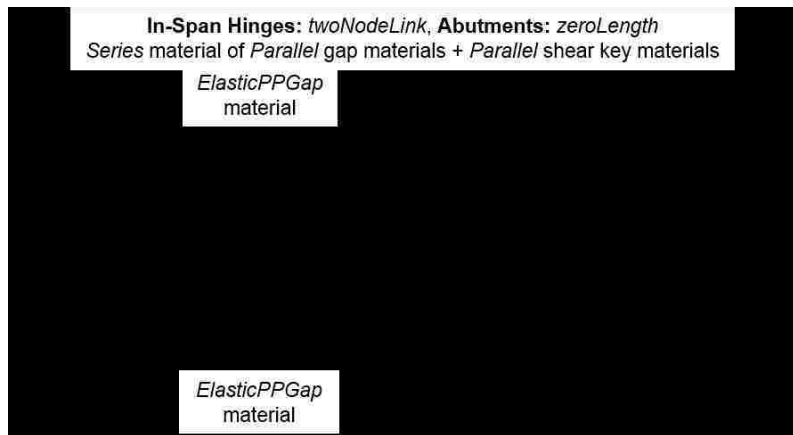 In-Span Hinges: twoNodeLink, Abutments: zeroLength
Series material of Parallel gap materials + Parallel shear key materials
ElasticPPGap
material
ElasticPPGap
material